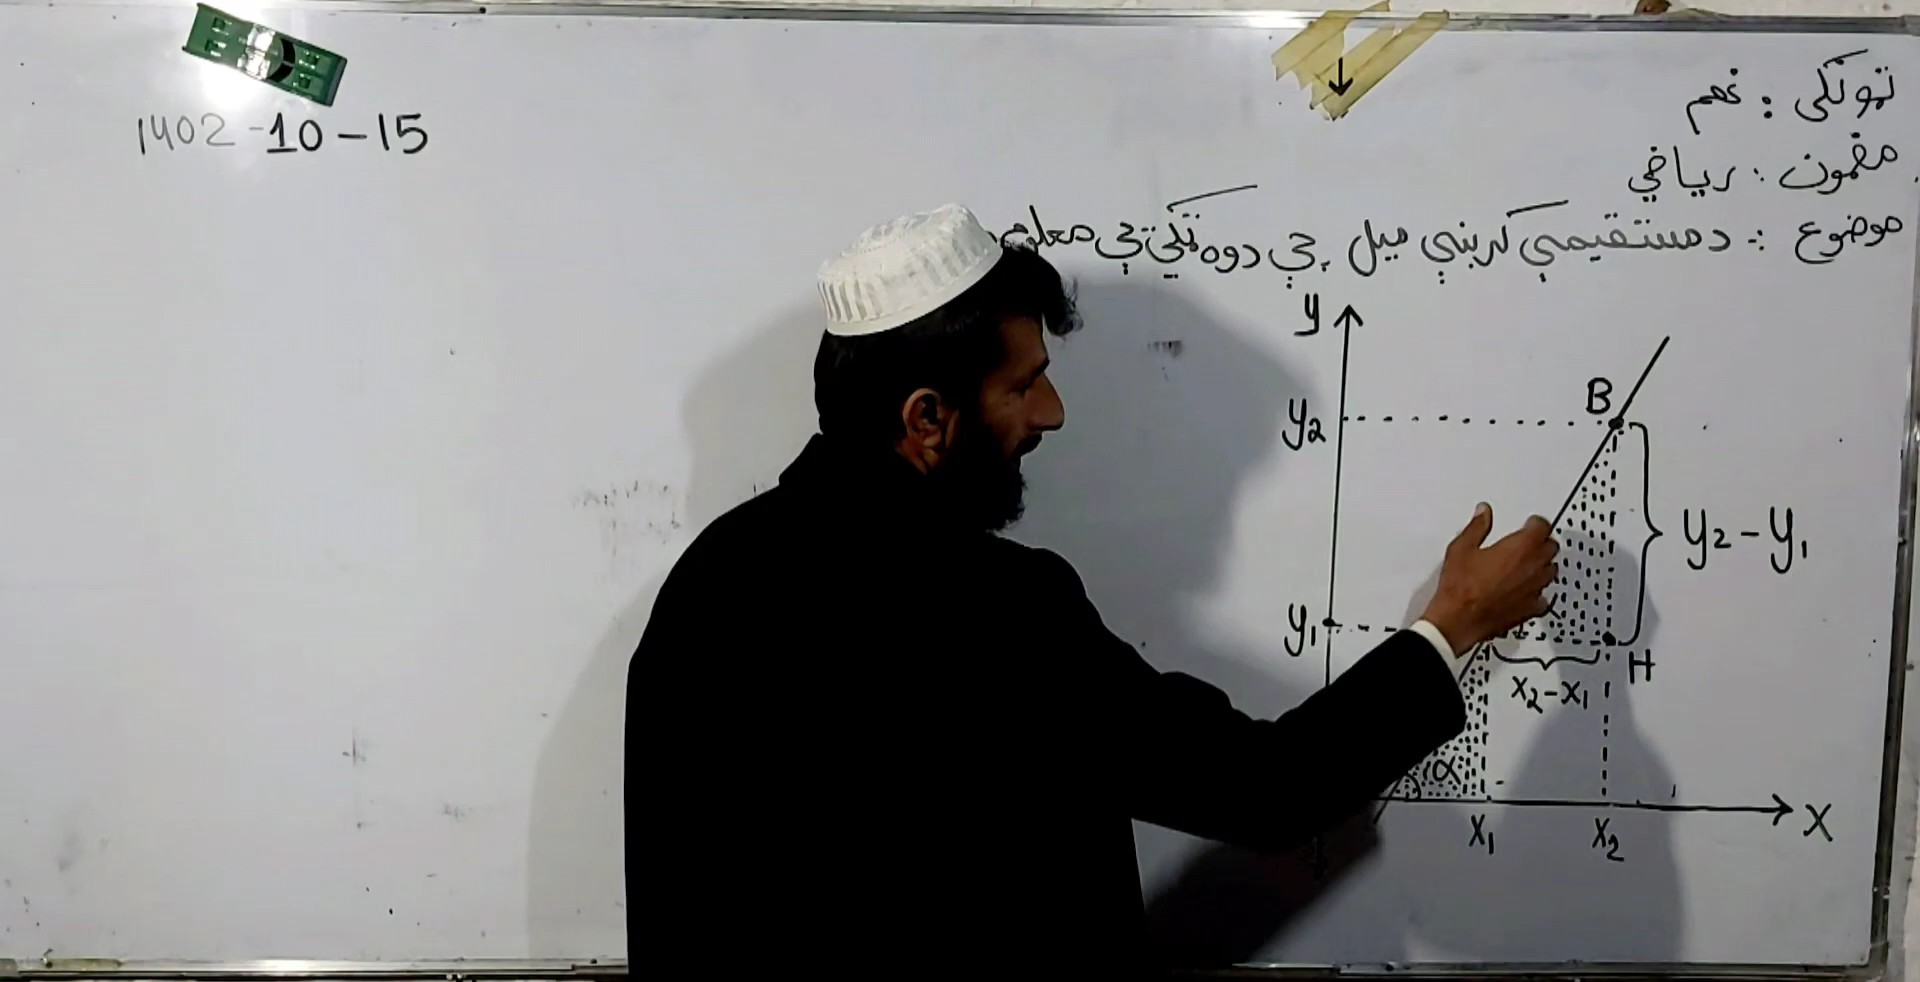 ټولګی : نهم
1402-10-15
مضمون : ریاضي
موضوع :- د مستقیمې کرښې میل چې دوه ټکي یې معلوم
y
B
y2
y2 - y1
y1
H
x2 - x1
α
x1
x2
x